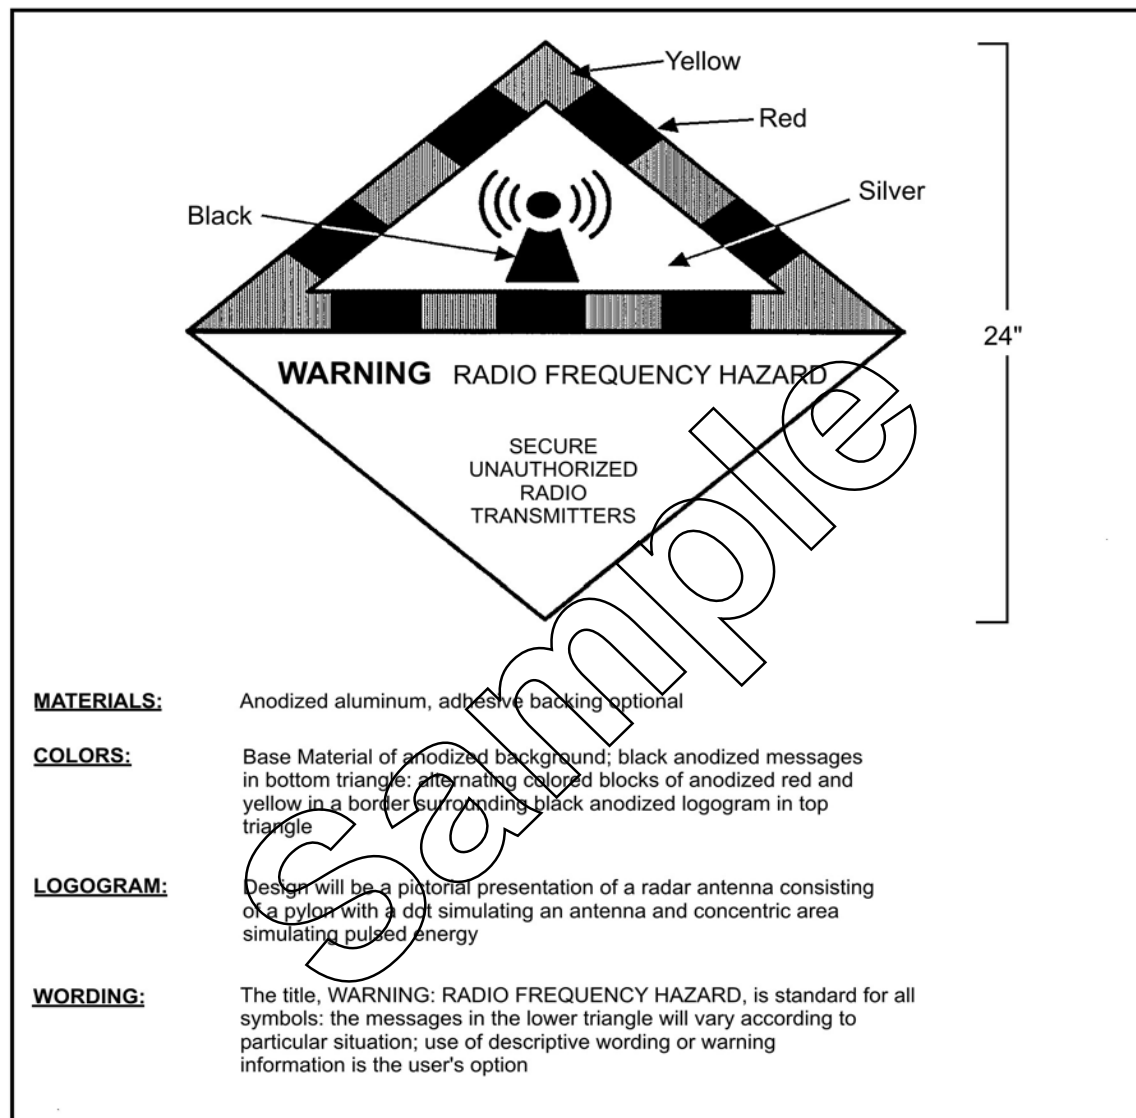 Yellow
Red
Silver
Black
24"
WARNING RADIO FREQUENCY HAZARD
SECURE
UNAUTHORIZED
RADIO
TRANSMITTERS
Sample
MATERIALS: Anodized aluminum, adhesive backing optional
COLORS: Base Material of anodized background; black anodized messages
in bottom triangle: alternating colored blocks of anodized red and
yellow in a border surrounding black anodized logogram in top
triangle
LOGOGRAM: Design will be a pictorial presentation of a radar antenna consisting
of a pylon with a dot simulating an antenna and concentric area
simulating pulsed energy
WORDING: The title, WARNING: RADIO FREQUENCY HAZARD, is standard for all
symbols: the messages in the lower triangle will vary according to
particular situation; use of descriptive wording or warning
information is the user's option